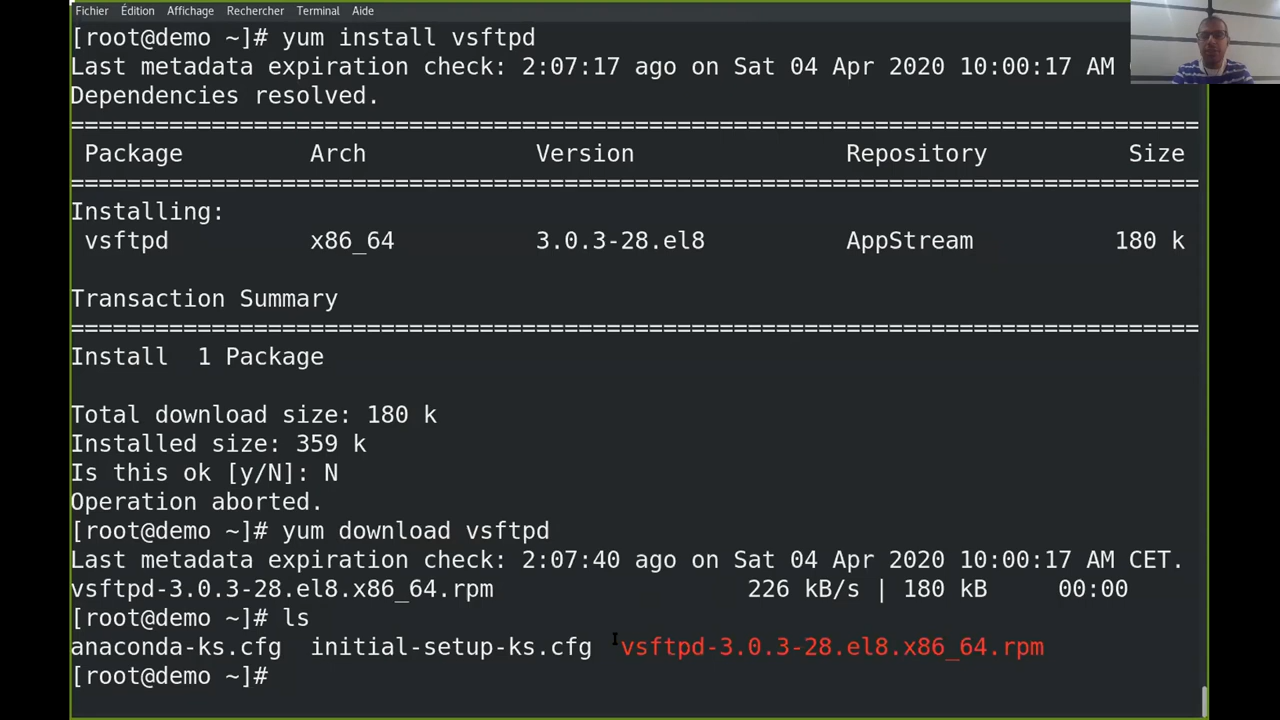 Fichier Édition Affichage Rechercher Terminal Aide
[root@demo ~]# yum install vsftpd
Last metadata expiration check: 2:07:17 ago on Sat 04 Apr 2020 10:00:17 AM
Dependencies resolved.
================================================================================
Package Arch Version Repository Size
================================================================================
Installing:
vsftpd x86_64 3.0.3-28.el8 AppStream 180 k
Transaction Summary
================================================================================
Install 1 Package
Total download size: 180 k
Installed size: 359 k
Is this ok [y/N]: N
Operation aborted.
[root@demo ~]# yum download vsftpd
Last metadata expiration check: 2:07:40 ago on Sat 04 Apr 2020 10:00:17 AM CET.
vsftpd-3.0.3-28.el8.x86_64.rpm 226 kB/s | 180 kB 00:00
[root@demo ~]# ls
anaconda-ks.cfg initial-setup-ks.cfg vsftpd-3.0.3-28.el8.x86_64.rpm
[root@demo ~]#